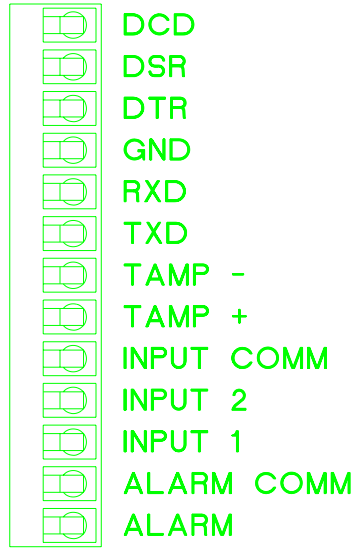 DCD
DSR
DTR
GND
RXD
TXD
TAMP -
TAMP +
INPUT COMM
INPUT 2
INPUT 1
ALARM COMM
ALARM